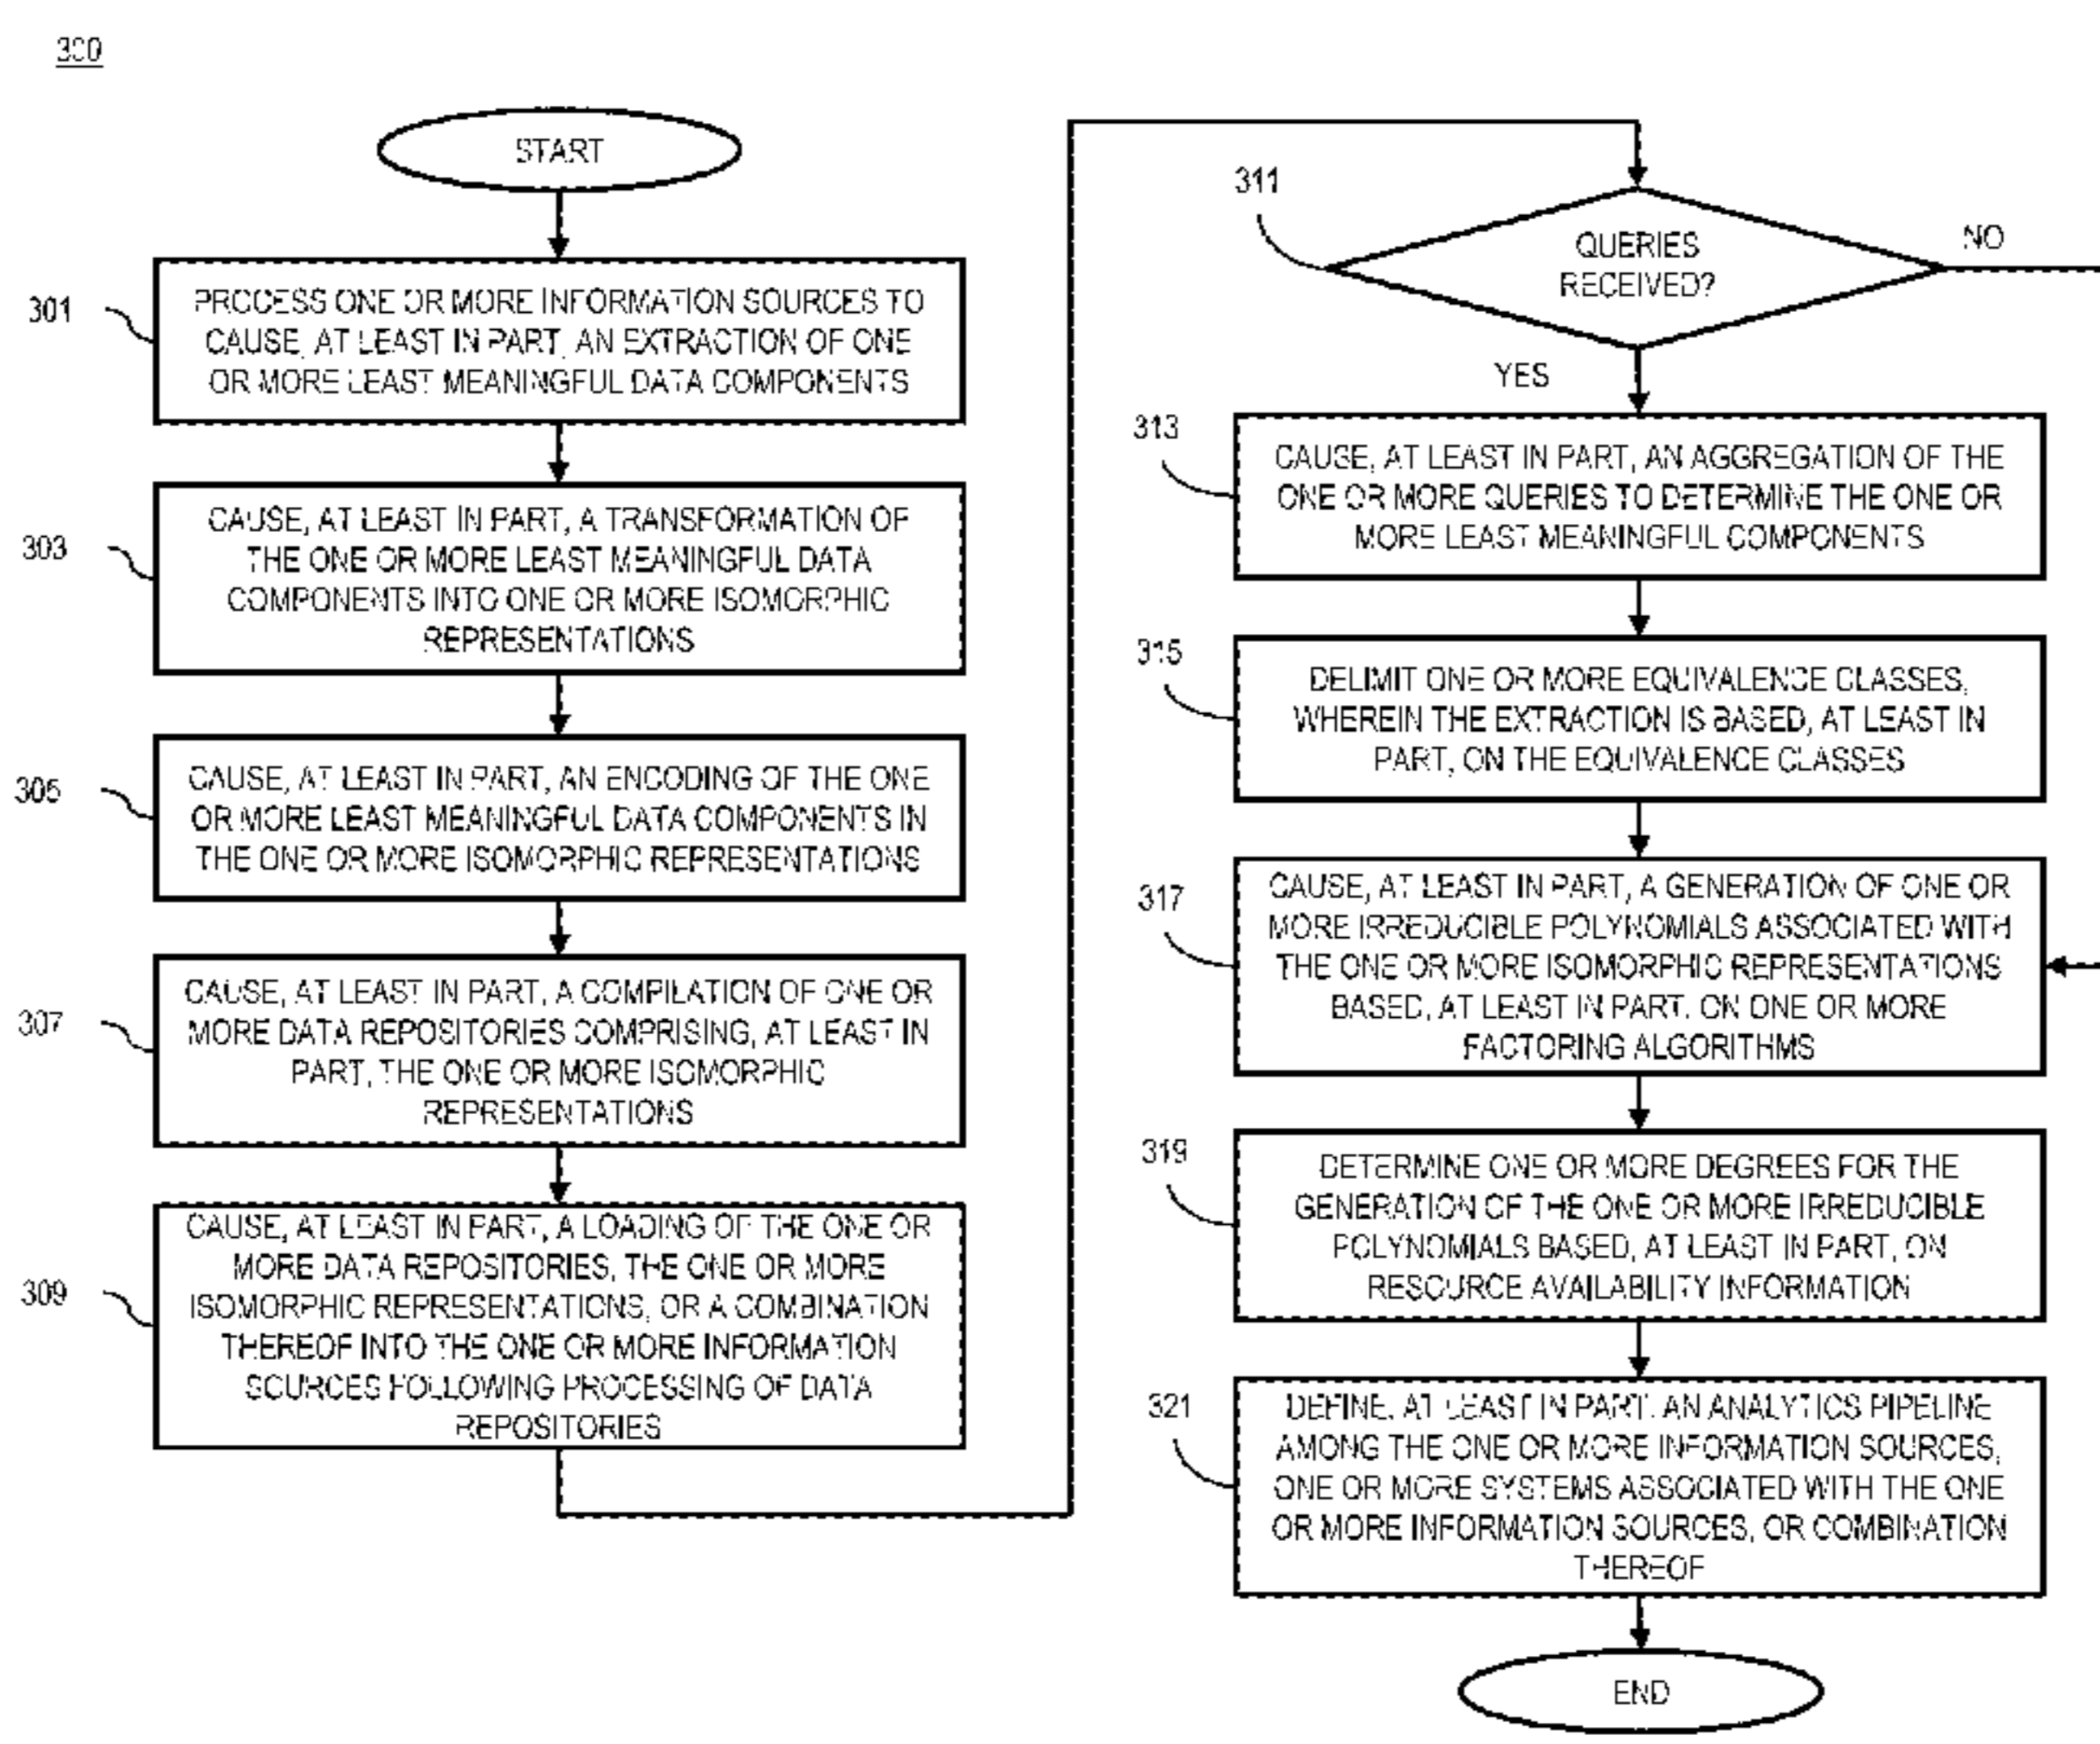 300
START
301
PROCESS ONE OR MORE INFORMATION SOURCES TO
CAUSE, AT LEAST IN PART, AN EXTRACTION OF ONE
OR MORE LEAST MEANINGFUL DATA COMPONENTS
303
CAUSE, AT LEAST IN PART, A TRANSFORMATION OF
THE ONE OR MORE LEAST MEANINGFUL DATA
COMPONENTS INTO ONE OR MORE ISOMORPHIC
REPRESENTATIONS
305
CAUSE, AT LEAST IN PART, AN ENCODING OF THE ONE
OR MORE LEAST MEANINGFUL DATA COMPONENTS IN
THE ONE OR MORE ISOMORPHIC REPRESENTATIONS
307
CAUSE, AT LEAST IN PART, A COMPILATION OF ONE OR
MORE DATA REPOSITORIES COMPRISING, AT LEAST IN
PART, THE ONE OR MORE ISOMORPHIC
REPRESENTATIONS
309
CAUSE, AT LEAST IN PART, A LOADING OF THE ONE OR
MORE DATA REPOSITORIES, THE ONE OR MORE
ISOMORPHIC REPRESENTATIONS, OR A COMBINATION
THEREOF INTO THE ONE OR MORE INFORMATION
SOURCES FOLLOWING PROCESSING OF DATA
REPOSITORIES
311
QUERIES
RECEIVED?
NO
YES
313
CAUSE, AT LEAST IN PART, AN AGGREGATION OF THE
ONE OR MORE QUERIES TO DETERMINE THE ONE OR
MORE LEAST MEANINGFUL COMPONENTS
315
DELIMIT ONE OR MORE EQUIVALENCE CLASSES,
WHEREIN THE EXTRACTION IS BASED, AT LEAST IN
PART, ON THE EQUIVALENCE CLASSES
317
CAUSE, AT LEAST IN PART, A GENERATION OF ONE OR
MORE IRREDUCIBLE POLYNOMIALS ASSOCIATED WITH
THE ONE OR MORE ISOMORPHIC REPRESENTATIONS
BASED, AT LEAST IN PART, ON ONE OR MORE
FACTORING ALGORITHMS
319
DETERMINE ONE OR MORE DEGREES FOR THE
GENERATION OF THE ONE OR MORE IRREDUCIBLE
POLYNOMIALS BASED, AT LEAST IN PART, ON
RESOURCE AVAILABILITY INFORMATION
321
DEFINE, AT LEAST IN PART, AN ANALYTICS PIPELINE
AMONG THE ONE OR MORE INFORMATION SOURCES,
ONE OR MORE SYSTEMS ASSOCIATED WITH THE ONE
OR MORE INFORMATION SOURCES, OR COMBINATION
THEREOF
END